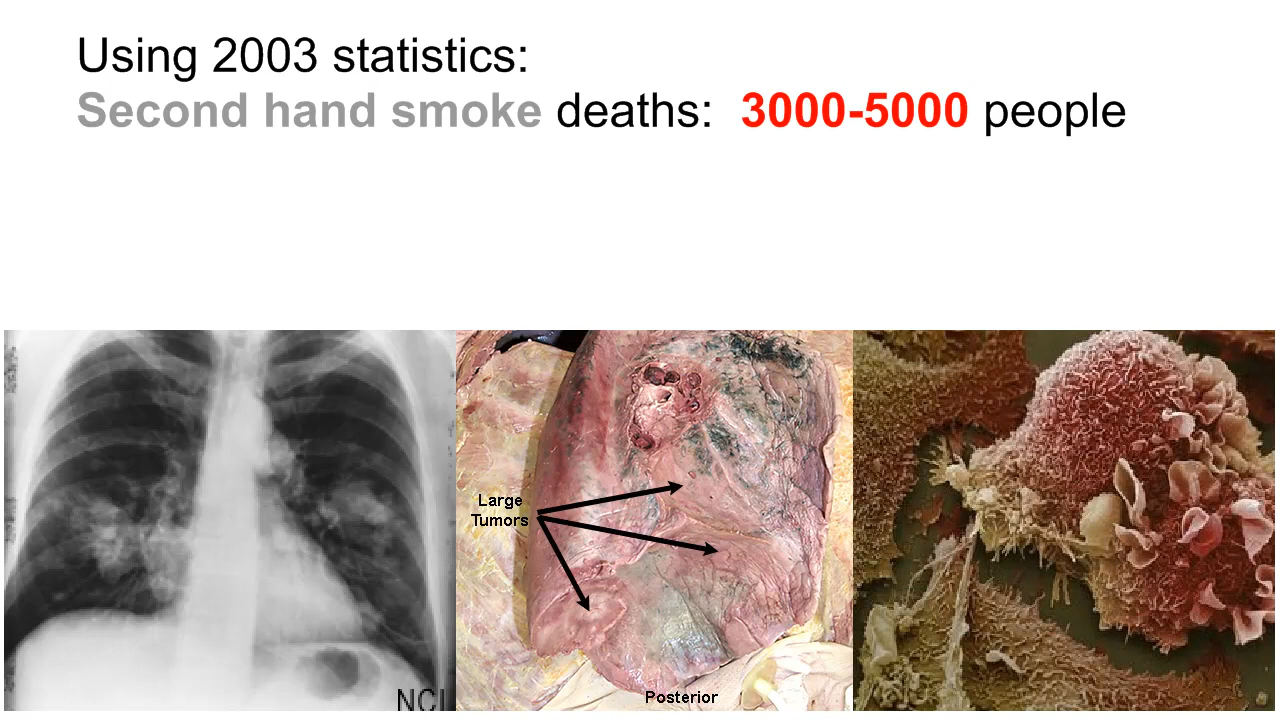 Using 2003 statistics:
Second hand smoke deaths: 3000-5000 people
Large
Tumors
Posterior
NCI